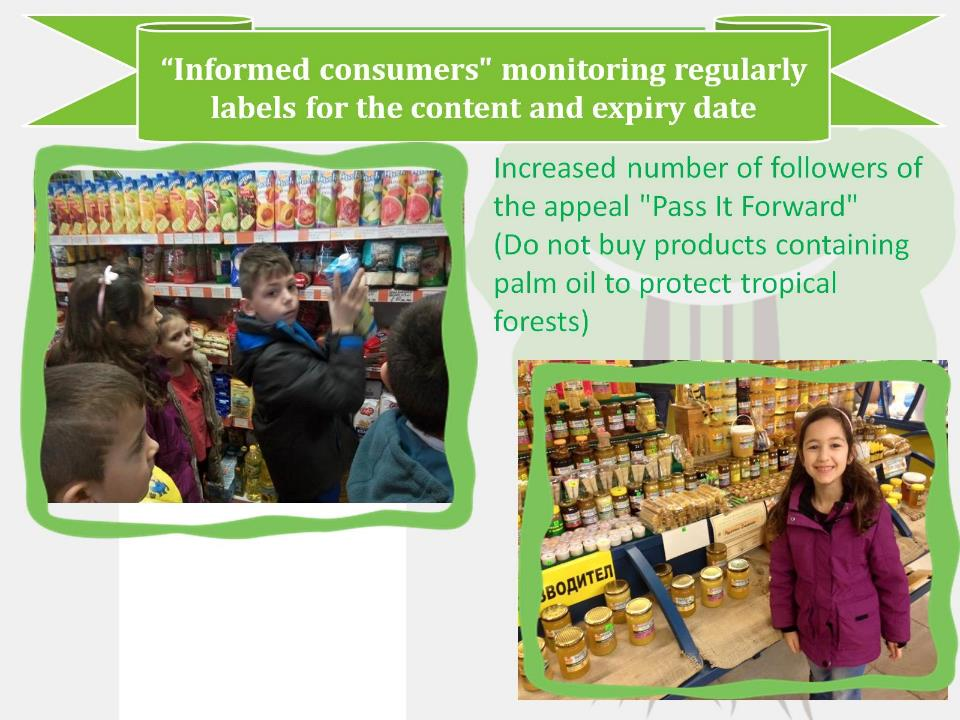 “Informed consumers" monitoring regularly
labels for the content and expiry date
Increased number of followers of
the appeal "Pass It Forward"
(Do not buy products containing
palm oil to protect tropical
forests)
ЗВОДИТЕЛ